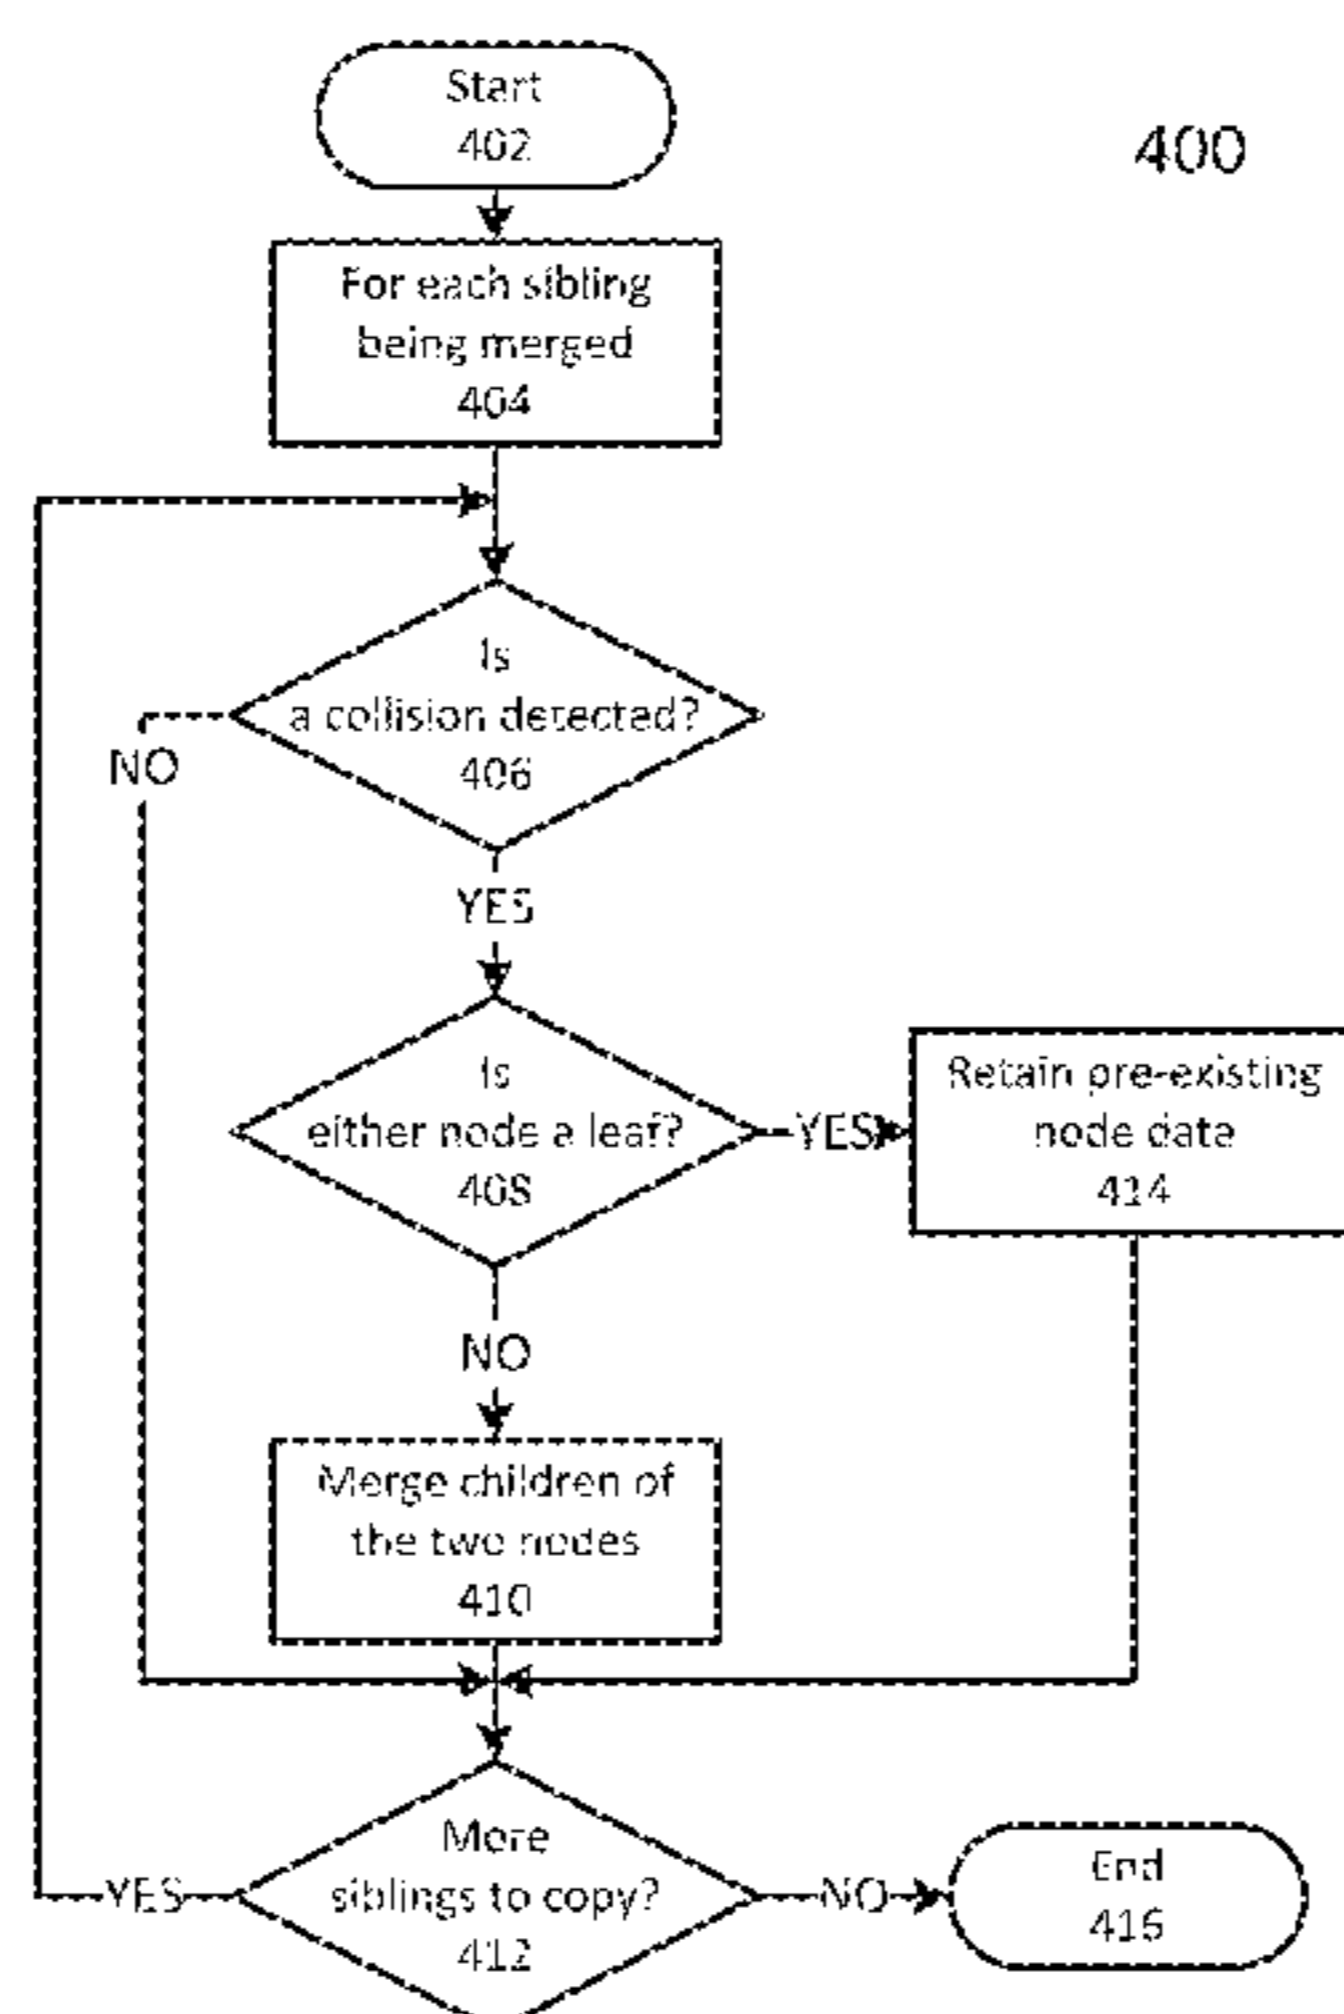 Start
402
400
For each sibling
being merged
404
Is
a collision detected?
406
NO
YES
Is
either node a leaf?
408
YES
Retain pre-existing
node data
414
NO
Merge children of
the two nodes
410
More
siblings to copy?
412
YES
NO
End
416